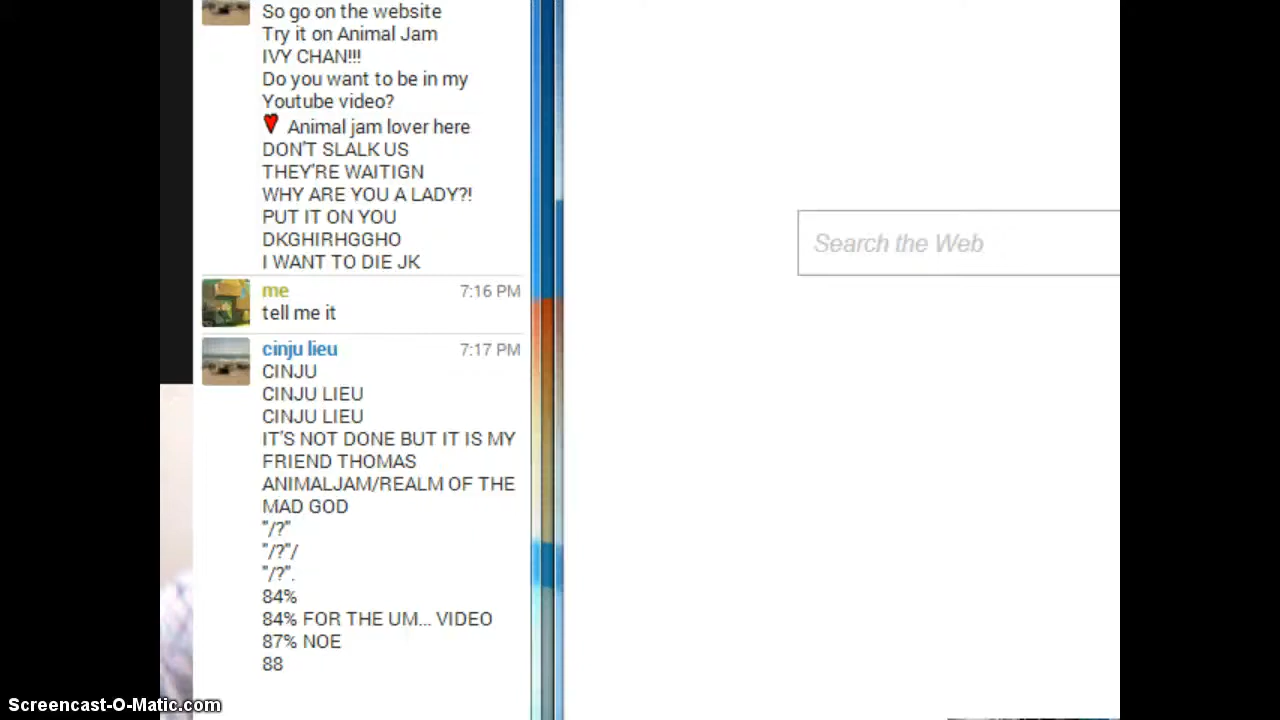 So go on the website
Try it on Animal Jam
IVY CHAN!!!
Do you want to be in my
Youtube video?
Animal jam lover here
DON'T SLALK US
THEY'RE WAITIGN
WHY ARE YOU A LADY?!
PUT IT ON YOU
DKGHIRHGGHO
I WANT TO DIE JK
me 7:16 PM
tell me it
cinju lieu 7:17 PM
CINJU
CINJU LIEU
CINJU LIEU
IT'S NOT DONE BUT IT IS MY
FRIEND THOMAS
ANIMALJAM/REALM OF THE
MAD GOD
"/?"
"/?"/
"/?".
84%
84% FOR THE UM... VIDEO
87% NOE
88
Search the Web
Screencast-O-Matic.com